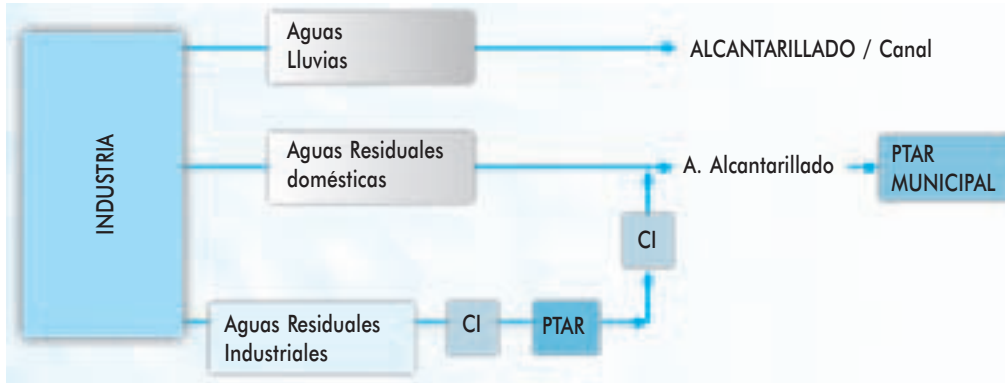 INDUSTRIA
Aguas
Lluvias
ALCANTARILLADO / Canal
Aguas Residuales
domésticas
A. Alcantarillado
PTAR
MUNICIPAL
CI
Aguas Residuales
Industriales
CI
PTAR